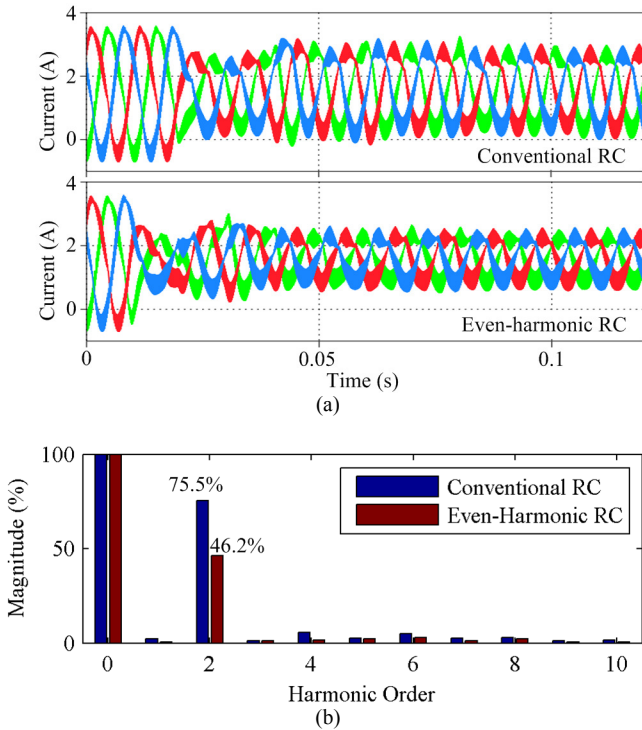 4
2
0
Current (A)
Conventional RC
4
2
0
Current (A)
Even-harmonic RC
0 0.05 0.1
Time (s)
(a)
100
50
0
Magnitude (%)
75.5%
46.2%
Conventional RC
Even-Harmonic RC
0 2 4 6 8 10
Harmonic Order
(b)